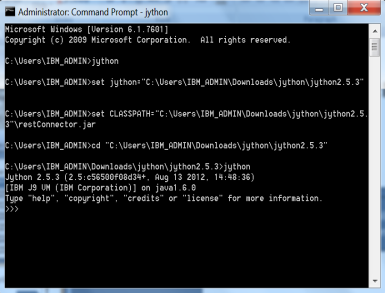 Administrator: Command Prompt - jython
Microsoft Windows [Version 6.1.7601]
Copyright (c) 2009 Microsoft Corporation.  All rights reserved.
C:\Users\IBM_ADMIN>jython
C:\Users\IBM_ADMIN>set jython="C:\Users\IBM_ADMIN\Downloads\jython\jython2.5.3"
C:\Users\IBM_ADMIN>set CLASSPATH="C:\Users\IBM_ADMIN\Downloads\jython\jython2.5.
3"\restConnector.jar
C:\Users\IBM_ADMIN>cd "C:\Users\IBM_ADMIN\Downloads\jython\jython2.5.3"
C:\Users\IBM_ADMIN\Downloads\jython\jython2.5.3>jython
Jython 2.5.3 (2.5:c56500f08d34+, Aug 13 2012, 14:48:36)
[IBM J9 VM (IBM Corporation)] on java1.6.0
Type "help", "copyright", "credits" or "license" for more information.
>>>